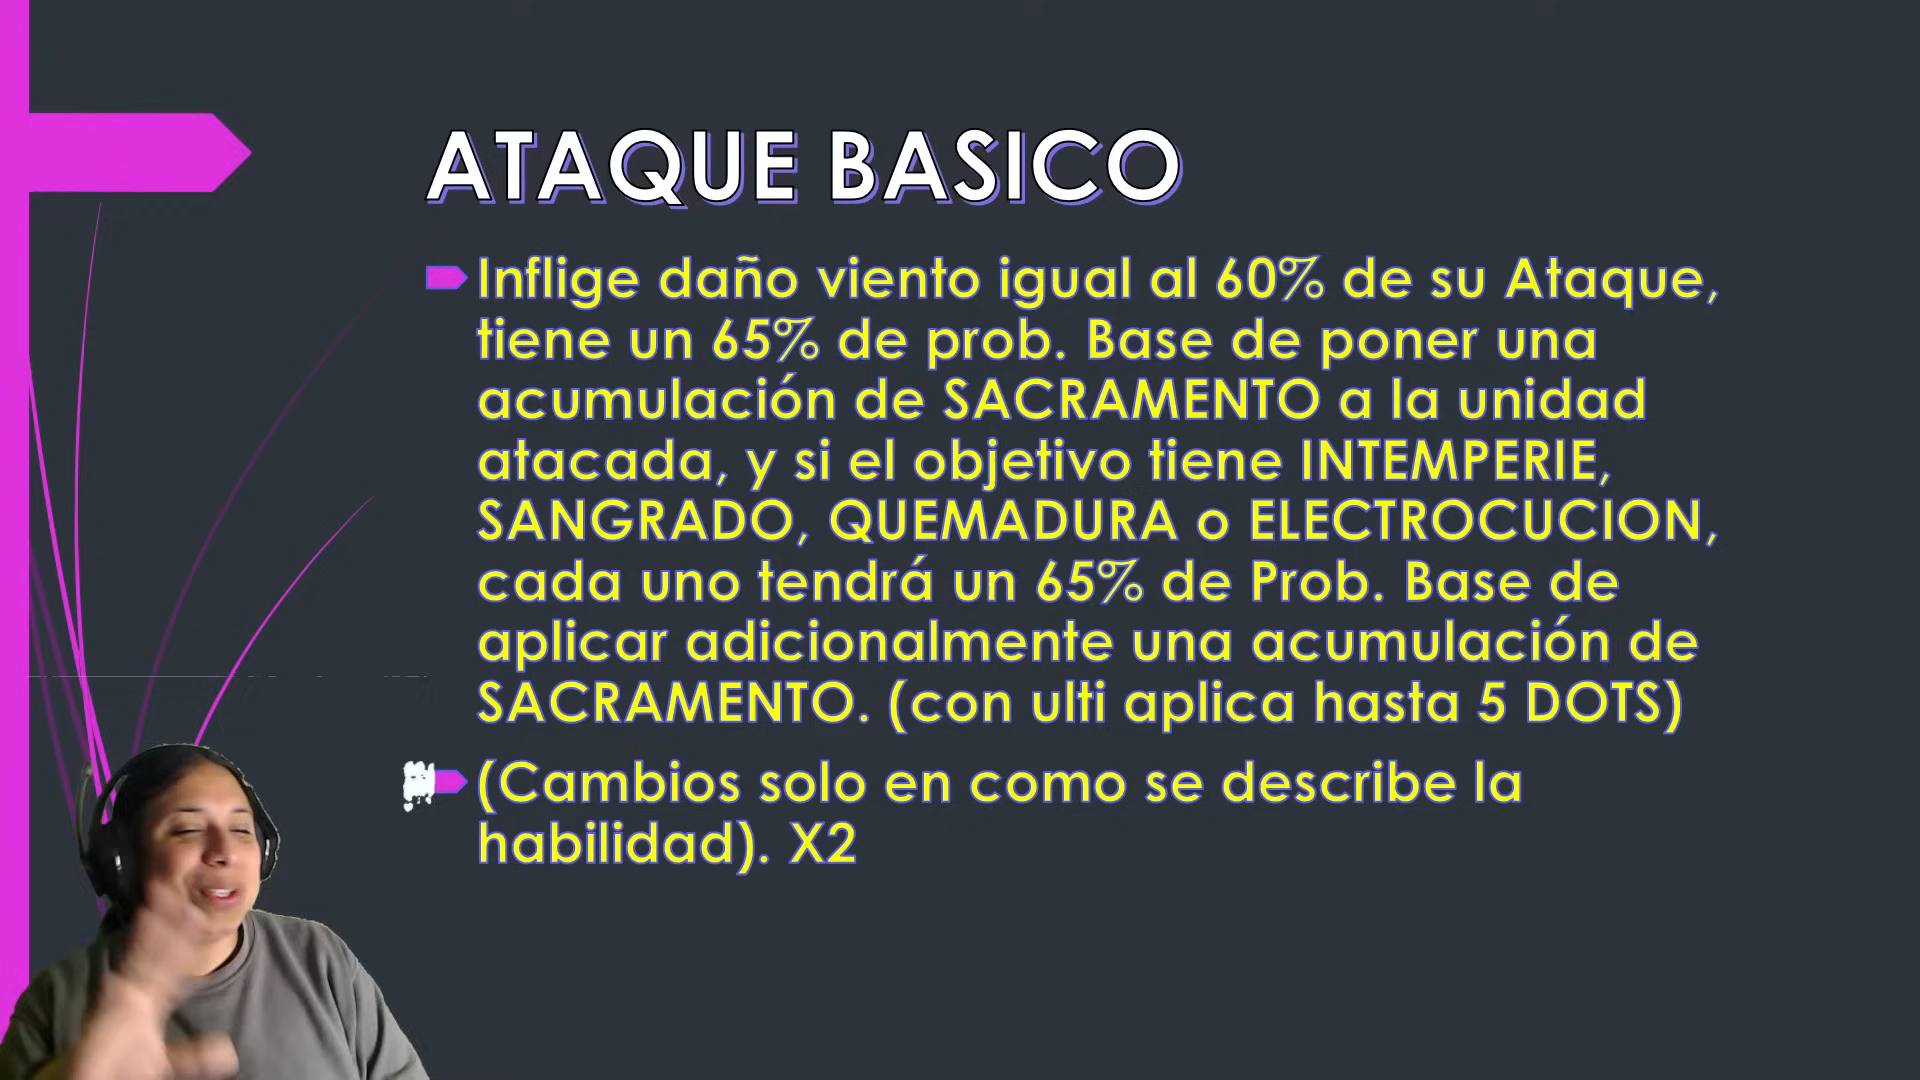 ATAQUE BASICO
Inflige daño viento igual al 60% de su Ataque,
tiene un 65% de prob. Base de poner una
acumulación de SACRAMENTO a la unidad
atacada, y si el objetivo tiene INTEMPERIE,
SANGRADO, QUEMADURA o ELECTROCUCION,
cada uno tendrá un 65% de Prob. Base de
aplicar adicionalmente una acumulación de
SACRAMENTO. (con ulti aplica hasta 5 DOTS)
(Cambios solo en como se describe la
habilidad). X2